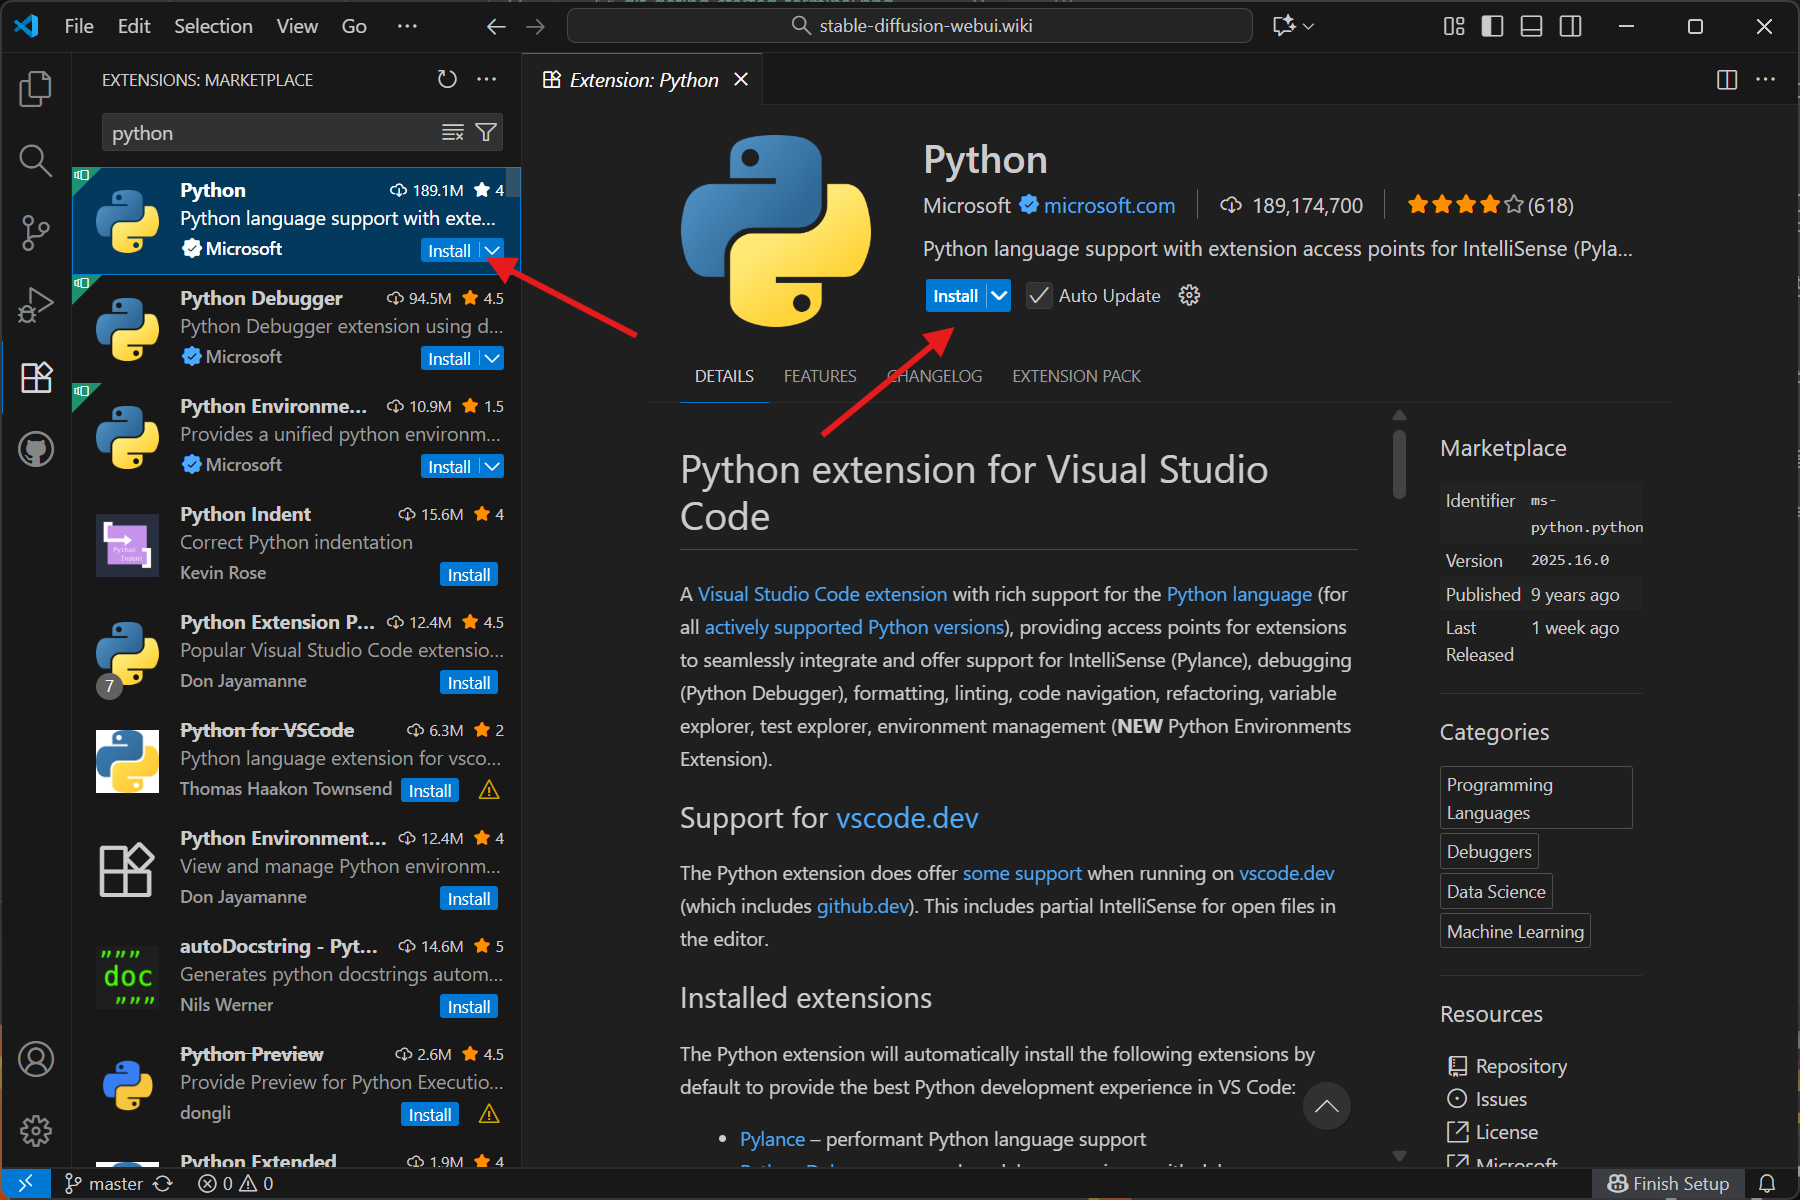 File Edit Selection View Go ···
stable-diffusion-webui.wiki
EXTENSIONS: MARKETPLACE
python
Python 189.1M 4
Python language support with exte...
Microsoft Install
Python Debugger 94.5M 4.5
Python Debugger extension using d...
Microsoft Install
Python Environme... 10.9M 1.5
Provides a unified python environm...
Microsoft Install
Python Indent 15.6M 4
Correct Python indentation
Kevin Rose Install
Python Indent
Python Extension P... 12.4M 4.5
Popular Visual Studio Code extensio...
Don Jayamanne Install
7
Python for VSCode 6.3M 2
Python language extension for vsco...
Thomas Haakon Townsend Install
Python Environment... 12.4M 4
View and manage Python environm...
Don Jayamanne Install
autoDocstring - Pyt... 14.6M 5
Generates python docstrings autom...
Nils Werner Install
"""
doc
"""
Python Preview 2.6M 4.5
Provide Preview for Python Executio...
dongli Install
Python Extended 1.9M 4
Extension: Python
Python
Microsoft microsoft.com 189,174,700 (618)
Python language support with extension access points for IntelliSense (Pyla...
Install Auto Update
DETAILS FEATURES CHANGELOG EXTENSION PACK
Python extension for Visual Studio
Code
A Visual Studio Code extension with rich support for the Python language (for
all actively supported Python versions), providing access points for extensions
to seamlessly integrate and offer support for IntelliSense (Pylance), debugging
(Python Debugger), formatting, linting, code navigation, refactoring, variable
explorer, test explorer, environment management (NEW Python Environments
Extension).
Support for vscode.dev
The Python extension does offer some support when running on vscode.dev
(which includes github.dev). This includes partial IntelliSense for open files in
the editor.
Installed extensions
The Python extension will automatically install the following extensions by
default to provide the best Python development experience in VS Code:
• Pylance – performant Python language support
Marketplace
Identifier ms-
python.python
Version 2025.16.0
Published 9 years ago
Last 1 week ago
Released
Categories
Programming
Languages
Debuggers
Data Science
Machine Learning
Resources
Repository
Issues
License
Microsoft
master 0 0
Finish Setup